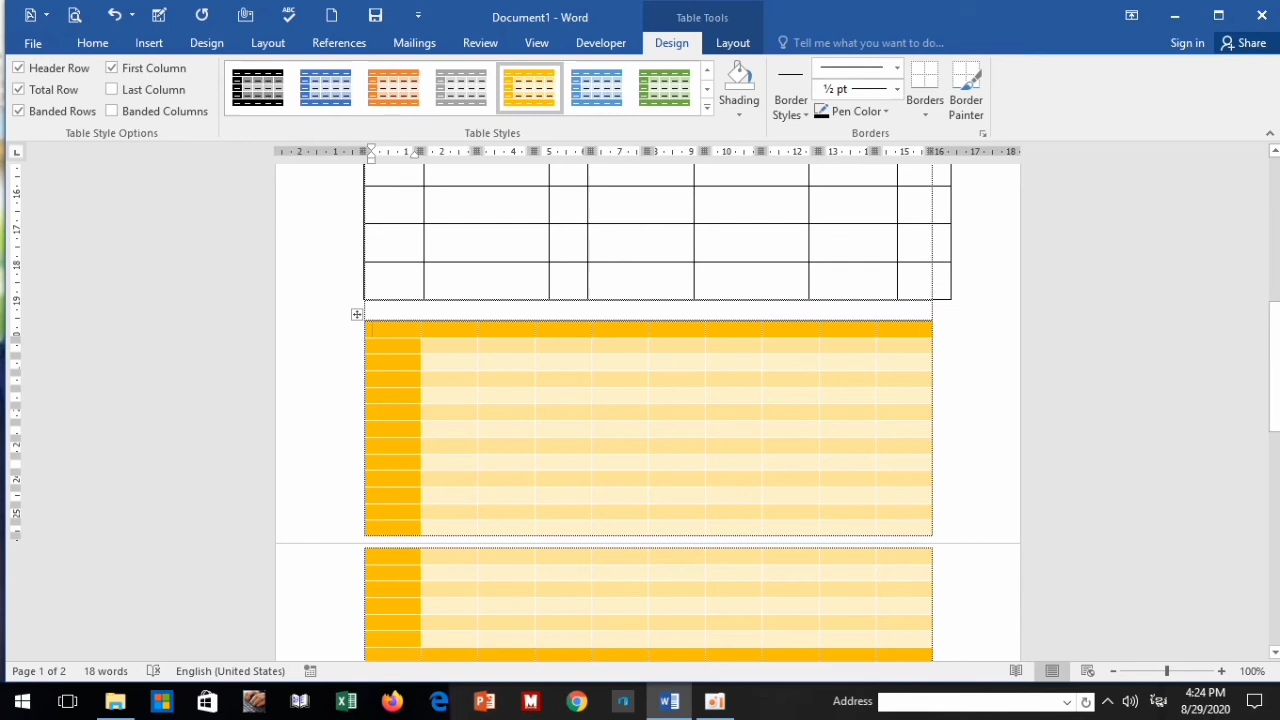 Document1 - Word
Table Tools
File Home Insert Design Layout References Mailings Review View Developer Design Layout Tell me what you want to do... Sign in Share
Header Row First Column
Total Row Last Column
Banded Rows Banded Columns
Table Style Options
Table Styles
Shading
Border Styles
½ pt
Pen Color
Borders
Border Painter
Borders
Page 1 of 2 18 words English (United States) 100%
Address
4:24 PM
8/29/2020